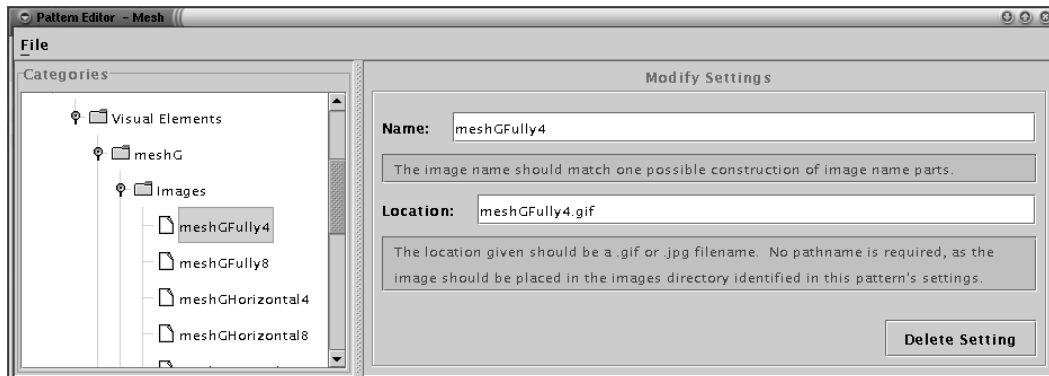 Pattern Editor - Mesh
File
Categories
Visual Elements
meshG
Images
meshGFully4
meshGFully8
meshGHorizontal4
meshGHorizontal8
Modify Settings
Name: meshGFully4
The image name should match one possible construction of image name parts.
Location: meshGFully4.gif
The location given should be a .gif or .jpg filename. No pathname is required, as the
image should be placed in the images directory identified in this pattern's settings.
Delete Setting